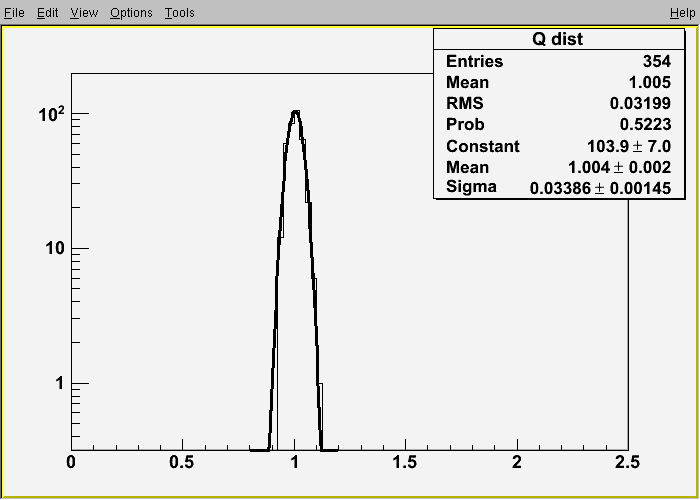 File Edit View Options Tools Help
Q dist
Entries 354
Mean 1.005
RMS 0.03199
Prob 0.5223
Constant 103.9 ± 7.0
Mean 1.004 ± 0.002
Sigma 0.03386 ± 0.00145
10²
10
1
0 0.5 1 1.5 2 2.5